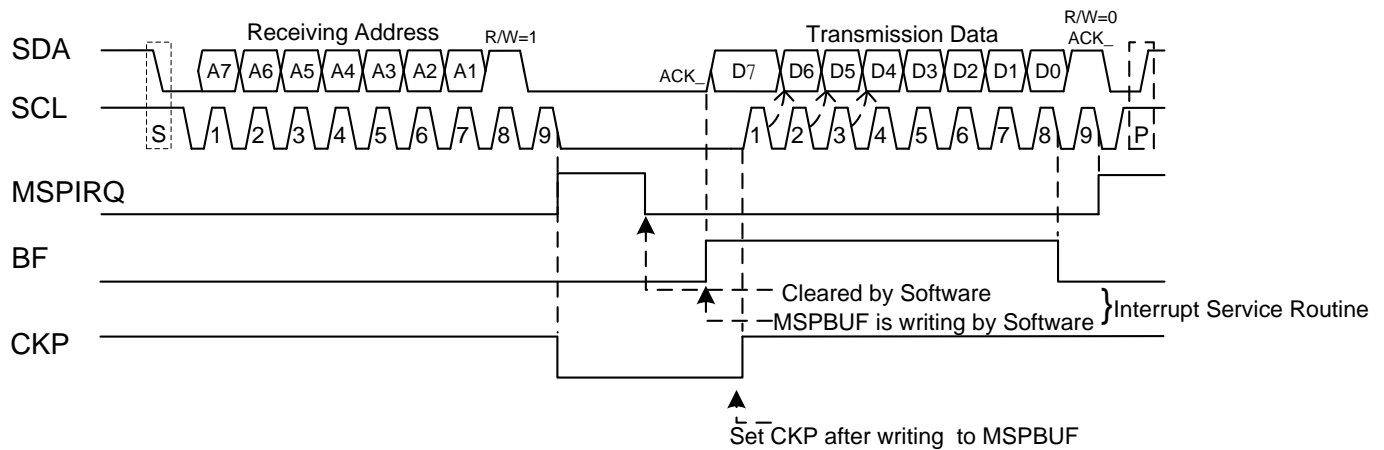 R/W=0
Receiving Address R/W=1 Transmission Data ACK_
SDA A7 A6 A5 A4 A3 A2 A1 ACK_ D7 D6 D5 D4 D3 D2 D1 D0
SCL
S 1 2 3 4 5 6 7 8 9 1 2 3 4 5 6 7 8 9 P
MSPIRQ
BF
Cleared by Software
MSPBUF is writing by Software } Interrupt Service Routine
CKP
Set CKP after writing to MSPBUF